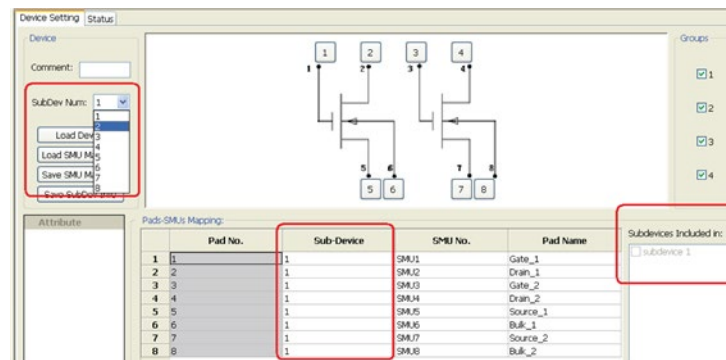 Device Setting Status
Device
Groups
Comment:
SubDev Num: 1
1
2
3
4
5
6
7
8
Load Dev
Load SMU M
Save SMU M
Save SubDev Info
1 2 3 4
1 2 3 4
5 6 7 8
5 6 7 8
1
2
3
4
Attribute
Pads-SMUs Mapping:
Pad No. Sub-Device SMU No. Pad Name
1 1 1 SMU1 Gate_1
2 2 1 SMU2 Drain_1
3 3 1 SMU3 Gate_2
4 4 1 SMU4 Drain_2
5 5 1 SMU5 Source_1
6 6 1 SMU6 Bulk_1
7 7 1 SMU7 Source_2
8 8 1 SMU8 Bulk_2
Subdevices Included in:
subdevice 1